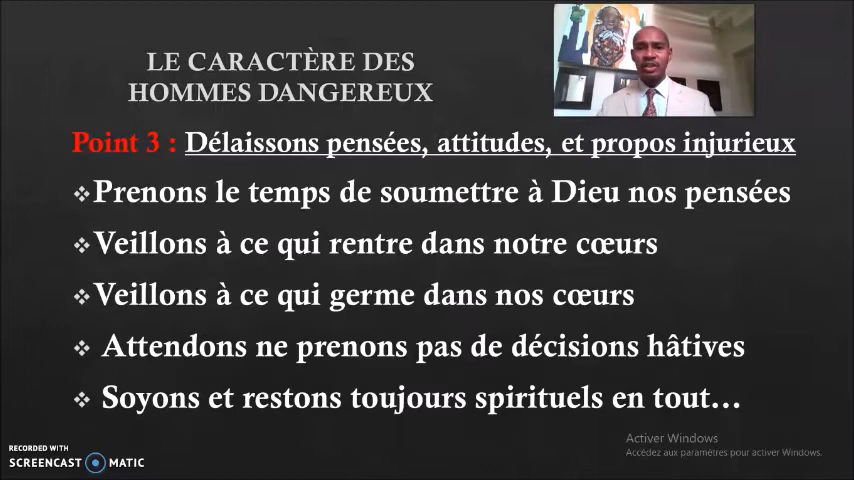 LE CARACTÈRE DES
HOMMES DANGEREUX
Point 3 : Délaissons pensées, attitudes, et propos injurieux
❖Prenons le temps de soumettre à Dieu nos pensées
❖Veillons à ce qui rentre dans notre cœurs
❖Veillons à ce qui germe dans nos cœurs
❖ Attendons ne prenons pas de décisions hâtives
❖ Soyons et restons toujours spirituels en tout…
Activer Windows
Accédez aux paramètres pour activer Windows.
RECORDED WITH
SCREENCAST MATIC